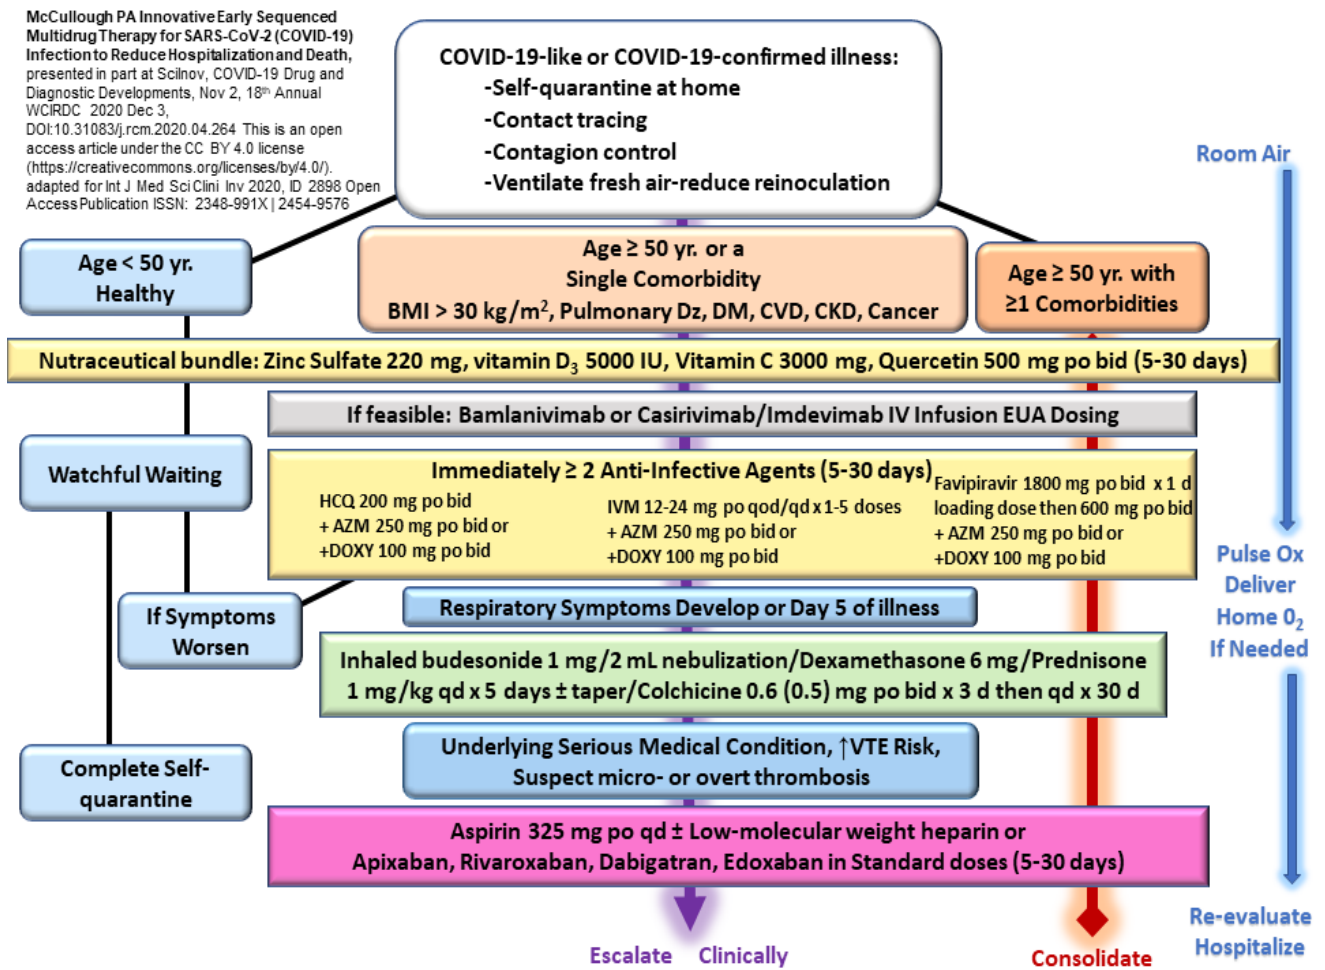 McCullough PA Innovative Early Sequenced
Multidrug Therapy for SARS-CoV-2 (COVID-19)
Infection to Reduce Hospitalization and Death,
presented in part at SciInov, COVID-19 Drug and
Diagnostic Developments, Nov 2, 18th Annual
WCIRDC 2020 Dec 3,
DOI:10.31083/j.rcm.2020.04.264 This is an open
access article under the CC BY 4.0 license
(https://creativecommons.org/licenses/by/4.0/).
adapted for Int J Med Sci Clini Inv 2020, ID 2898 Open
Access Publication ISSN: 2348-991X | 2454-9576
COVID-19-like or COVID-19-confirmed illness:
-Self-quarantine at home
-Contact tracing
-Contagion control
-Ventilate fresh air-reduce reinoculation
Room Air
Age < 50 yr.
Healthy
Age ≥ 50 yr. or a
Single Comorbidity
BMI > 30 kg/m², Pulmonary Dz, DM, CVD, CKD, Cancer
Age ≥ 50 yr. with
≥1 Comorbidities
Nutraceutical bundle: Zinc Sulfate 220 mg, vitamin D₃ 5000 IU, Vitamin C 3000 mg, Quercetin 500 mg po bid (5-30 days)
If feasible: Bamlanivimab or Casirivimab/Imdevimab IV Infusion EUA Dosing
Watchful Waiting
Immediately ≥ 2 Anti-Infective Agents (5-30 days)
HCQ 200 mg po bid
+ AZM 250 mg po bid or
+DOXY 100 mg po bid
IVM 12-24 mg po qod/qd x 1-5 doses
+ AZM 250 mg po bid or
+DOXY 100 mg po bid
Favipiravir 1800 mg po bid x 1 d
loading dose then 600 mg po bid
+ AZM 250 mg po bid or
+DOXY 100 mg po bid
Pulse Ox
Deliver
Home 0₂
If Needed
If Symptoms
Worsen
Respiratory Symptoms Develop or Day 5 of illness
Inhaled budesonide 1 mg/2 mL nebulization/Dexamethasone 6 mg/Prednisone
1 mg/kg qd x 5 days ± taper/Colchicine 0.6 (0.5) mg po bid x 3 d then qd x 30 d
Underlying Serious Medical Condition, ↑VTE Risk,
Suspect micro- or overt thrombosis
Complete Self-
quarantine
Aspirin 325 mg po qd ± Low-molecular weight heparin or
Apixaban, Rivaroxaban, Dabigatran, Edoxaban in Standard doses (5-30 days)
Escalate Clinically
Consolidate
Re-evaluate
Hospitalize